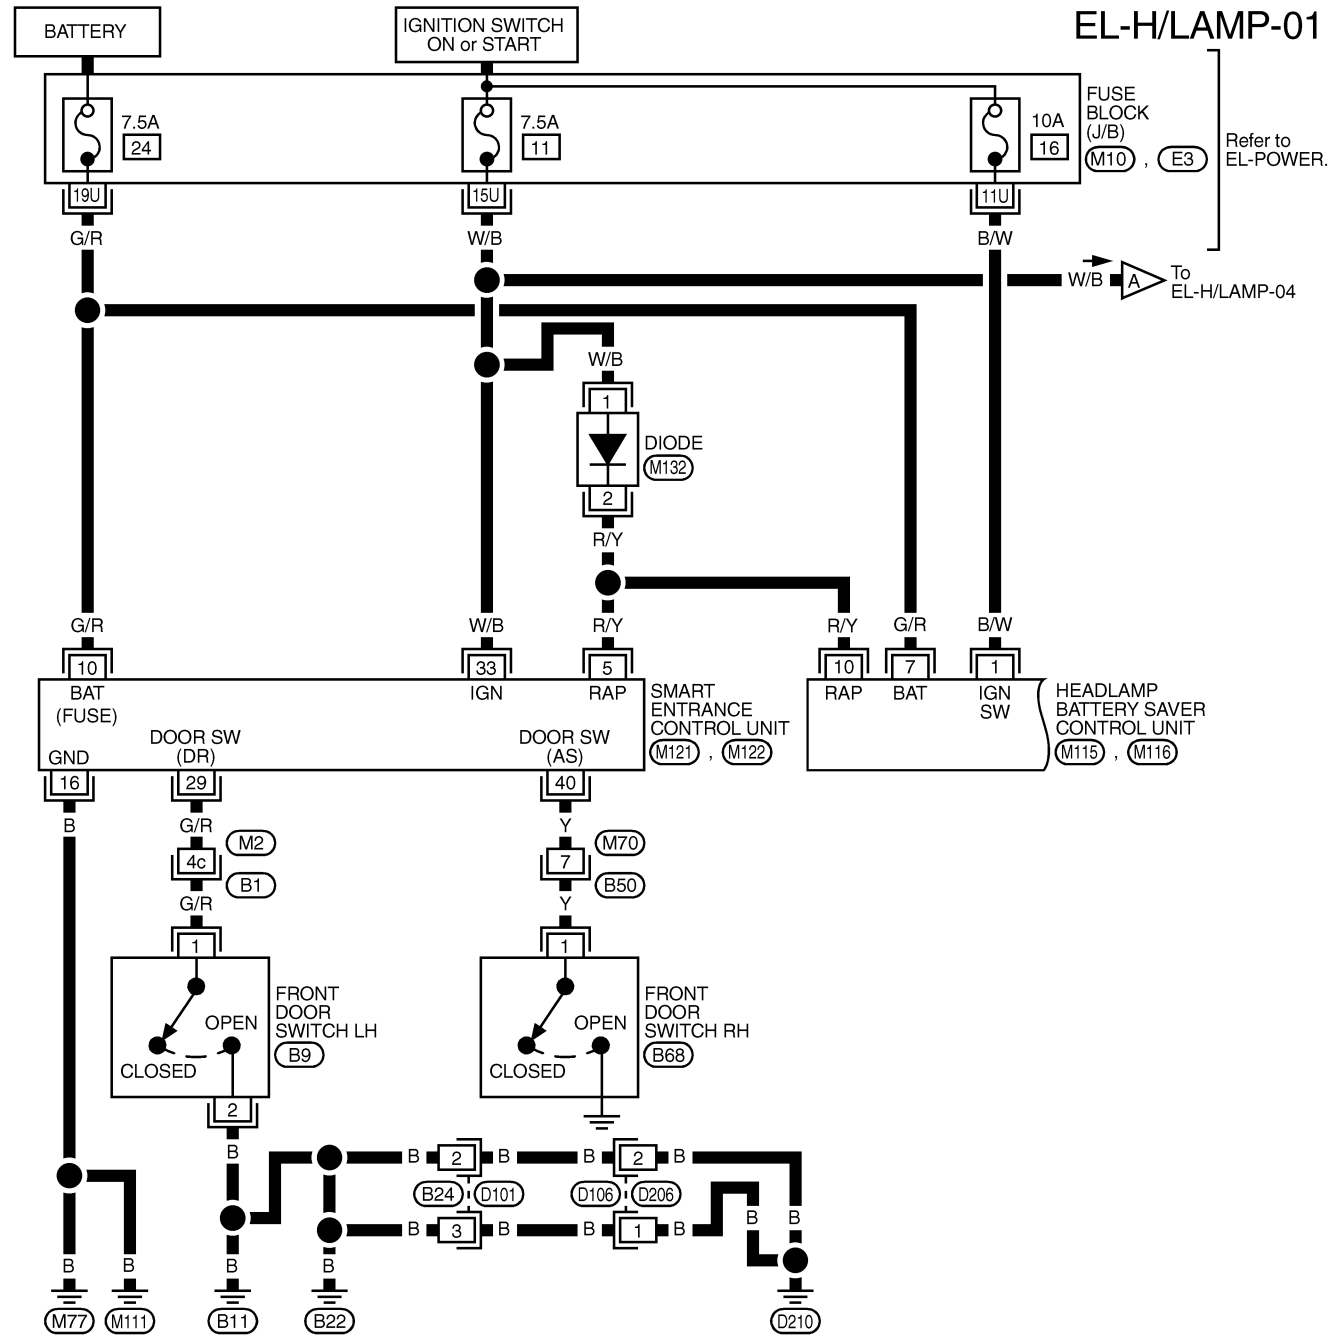 EL-H/LAMP-01
BATTERY
IGNITION SWITCH
ON or START
7.5A
24
7.5A
11
10A
16
FUSE
BLOCK
(J/B)
M10 , E3
Refer to
EL-POWER.
19U
15U
11U
G/R
W/B
B/W
W/B
A
To
EL-H/LAMP-04
W/B
1
DIODE
M132
2
R/Y
G/R
W/B
R/Y
R/Y
G/R
B/W
10
33
5
10
7
1
BAT
(FUSE)
IGN
RAP
RAP
BAT
IGN
SW
SMART
ENTRANCE
CONTROL UNIT
M121 , M122
HEADLAMP
BATTERY SAVER
CONTROL UNIT
M115 , M116
GND
DOOR SW
(DR)
DOOR SW
(AS)
16
29
40
B
G/R
Y
M2
4c
B1
M70
7
B50
G/R
Y
1
1
OPEN
CLOSED
FRONT
DOOR
SWITCH LH
B9
OPEN
CLOSED
FRONT
DOOR
SWITCH RH
B68
2
B
B
2
B
B
2
B
B24
D101
D106
D206
B
3
B
B
1
B
B
B
B
B
B
B
M77
M111
B11
B22
D210